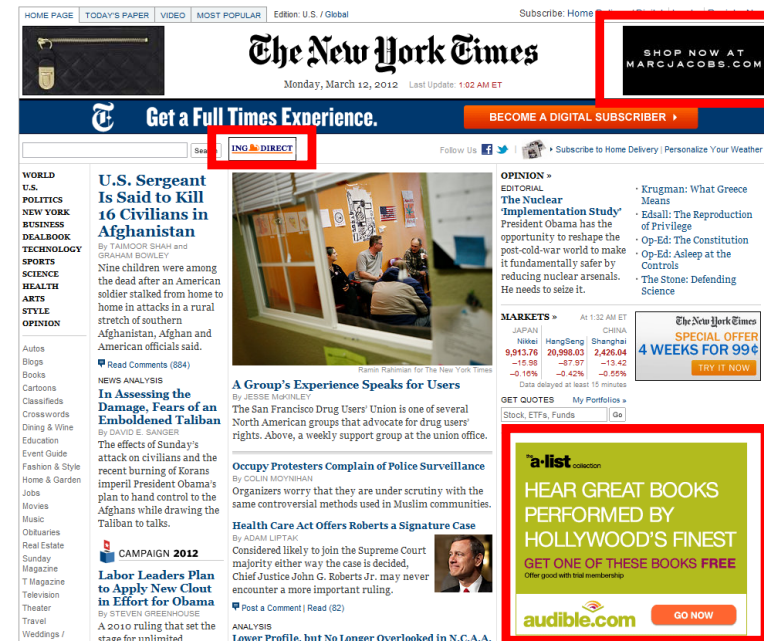 HOME PAGE TODAY'S PAPER VIDEO MOST POPULAR Edition: U.S. / Global
Subscribe: Home
The New York Times
Monday, March 12, 2012 Last Update: 1:02 AM ET
SHOP NOW AT
MARCJACOBS.COM
Get a Full Times Experience.
BECOME A DIGITAL SUBSCRIBER
ING DIRECT
Follow Us
Subscribe to Home Delivery | Personalize Your Weather
WORLD
U.S.
POLITICS
NEW YORK
BUSINESS
DEALBOOK
TECHNOLOGY
SPORTS
SCIENCE
HEALTH
ARTS
STYLE
OPINION
Autos
Blogs
Books
Cartoons
Classifieds
Crosswords
Dining & Wine
Education
Event Guide
Fashion & Style
Home & Garden
Jobs
Movies
Music
Obituaries
Real Estate
Sunday
Magazine
T Magazine
Television
Theater
Travel
Weddings /
U.S. Sergeant
Is Said to Kill
16 Civilians in
Afghanistan
By TAIMOOR SHAH and
GRAHAM BOWLEY
Nine children were among
the dead after an American
soldier stalked from home to
home in attacks in a rural
stretch of southern
Afghanistan, Afghan and
American officials said.
Read Comments (884)
NEWS ANALYSIS
In Assessing the
Damage, Fears of an
Emboldened Taliban
By DAVID E. SANGER
The effects of Sunday's
attack on civilians and the
recent burning of Korans
imperil President Obama's
plan to hand control to the
Afghans while drawing the
Taliban to talks.
CAMPAIGN 2012
Labor Leaders Plan
to Apply New Clout
in Effort for Obama
By STEVEN GREENHOUSE
A 2010 ruling that set the
stage for unlimited
Ramin Rahimian for The New York Times
A Group's Experience Speaks for Users
By JESSE McKINLEY
The San Francisco Drug Users' Union is one of several
North American groups that advocate for drug users'
rights. Above, a weekly support group at the union office.
Occupy Protesters Complain of Police Surveillance
By COLIN MOYNIHAN
Organizers worry that they are under scrutiny with the
same controversial methods used in Muslim communities.
Health Care Act Offers Roberts a Signature Case
By ADAM LIPTAK
Considered likely to join the Supreme Court
majority either way the case is decided,
Chief Justice John G. Roberts Jr. may never
encounter a more important ruling.
Post a Comment | Read (82)
ANALYSIS
Lower Profile, but No Longer Overlooked in N.C.A.A.
OPINION »
EDITORIAL
The Nuclear
'Implementation Study'
President Obama has the
opportunity to reshape the
post-cold-war world to make
it fundamentally safer by
reducing nuclear arsenals.
He needs to seize it.
· Krugman: What Greece
Means
· Edsall: The Reproduction
of Privilege
· Op-Ed: The Constitution
· Op-Ed: Asleep at the
Controls
· The Stone: Defending
Science
MARKETS » At 1:32 AM ET
JAPAN CHINA
Nikkei HangSeng Shanghai
9,913.76 20,998.03 2,426.04
−15.98 −87.97 −13.42
−0.16% −0.42% −0.55%
Data delayed at least 15 minutes
GET QUOTES My Portfolios »
Stock, ETFs, Funds Go
The New York Times
SPECIAL OFFER
4 WEEKS FOR 99¢
TRY IT NOW
the a-list collection
HEAR GREAT BOOKS
PERFORMED BY
HOLLYWOOD'S FINEST
GET ONE OF THESE BOOKS FREE
Offer good with trial membership
audible.com
GO NOW